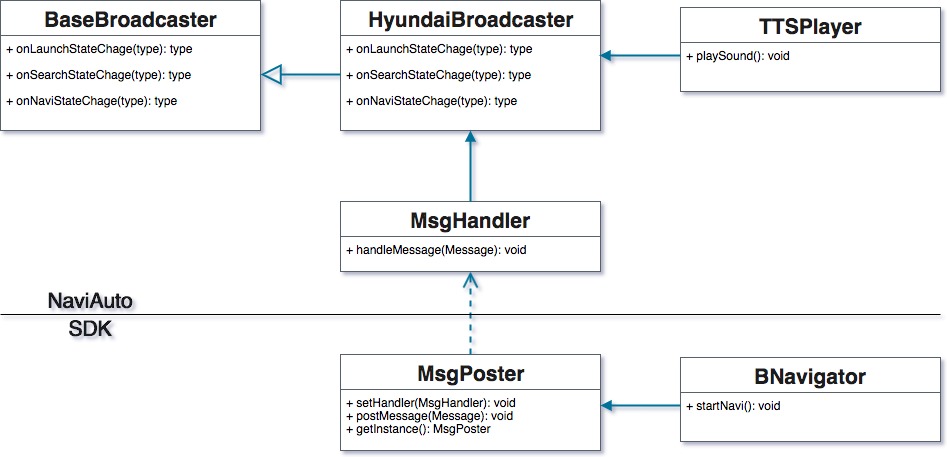 BaseBroadcaster
+ onLaunchStateChage(type): type
+ onSearchStateChage(type): type
+ onNaviStateChage(type): type
HyundaiBroadcaster
+ onLaunchStateChage(type): type
+ onSearchStateChage(type): type
+ onNaviStateChage(type): type
TTSPlayer
+ playSound(): void
MsgHandler
+ handleMessage(Message): void
NaviAuto
SDK
MsgPoster
+ setHandler(MsgHandler): void
+ postMessage(Message): void
+ getInstance(): MsgPoster
BNavigator
+ startNavi(): void